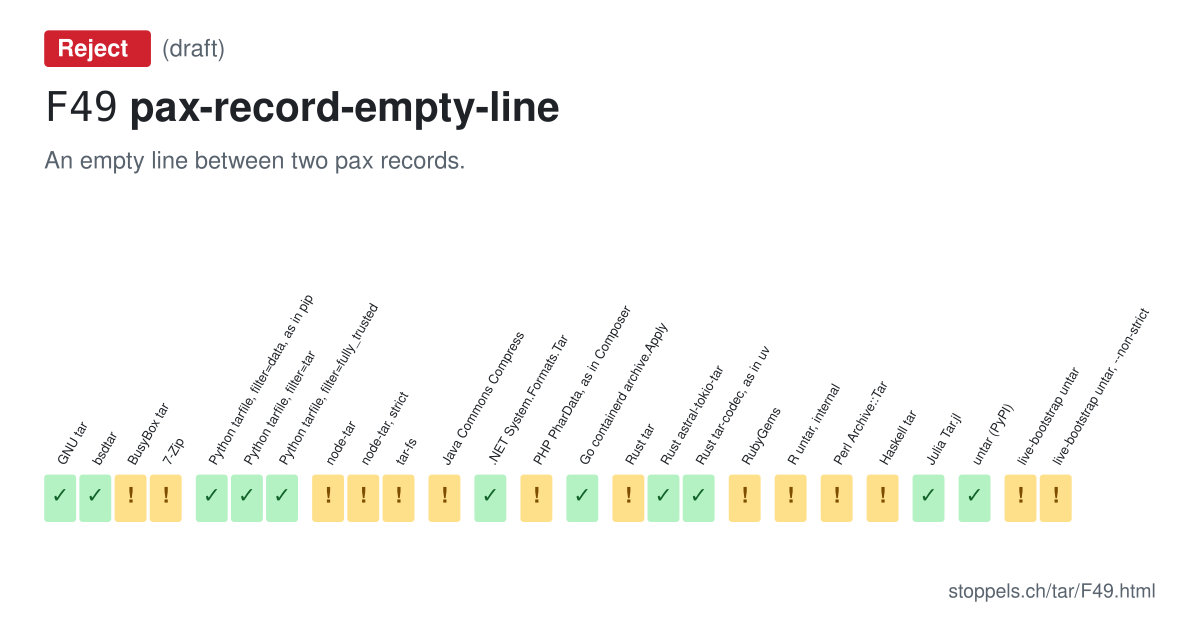 Reject (draft)
F49 pax-record-empty-line
An empty line between two pax records.
GNU tar
bsdtar
BusyBox tar
7-Zip
Python tarfile, filter=data, as in pip
Python tarfile, filter=tar
Python tarfile, filter=fully_trusted
node-tar
node-tar, strict
tar-fs
Java Commons Compress
.NET System.Formats.Tar
PHP PharData, as in Composer
Go containerd archive.Apply
Rust tar
Rust astral-tokio-tar
Rust tar-codec, as in uv
RubyGems
R untar, internal
Perl Archive::Tar
Haskell tar
Julia Tar.jl
untar (PyPI)
live-bootstrap untar
live-bootstrap untar, --non-strict
✓ ✓ ! ! ✓ ✓ ✓ ! ! ! ! ✓ ! ✓ ! ✓ ✓ ! ! ! ! ✓ ✓ ! !
stoppels.ch/tar/F49.html